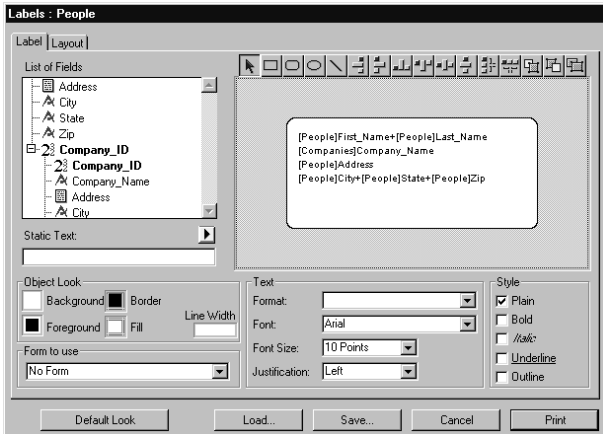 Labels : People
Label
Layout
List of Fields
Address
City
State
Zip
Company_ID
Company_ID
Company_Name
Address
City
Static Text:
[People]First_Name+[People]Last_Name
[Companies]Company_Name
[People]Address
[People]City+[People]State+[People]Zip
Object Look
Background
Border
Foreground
Fill
Line Width
Form to use
No Form
Text
Format:
Font:
Arial
Font Size:
10 Points
Justification:
Left
Style
Plain
Bold
Italic
Underline
Outline
Default Look
Load...
Save...
Cancel
Print